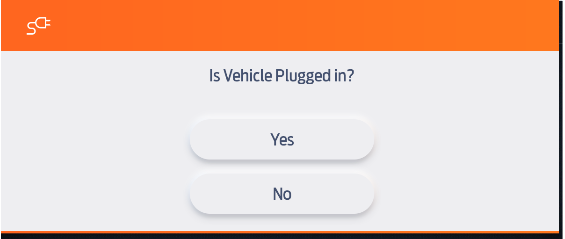 Is Vehicle Plugged in?
Yes
No